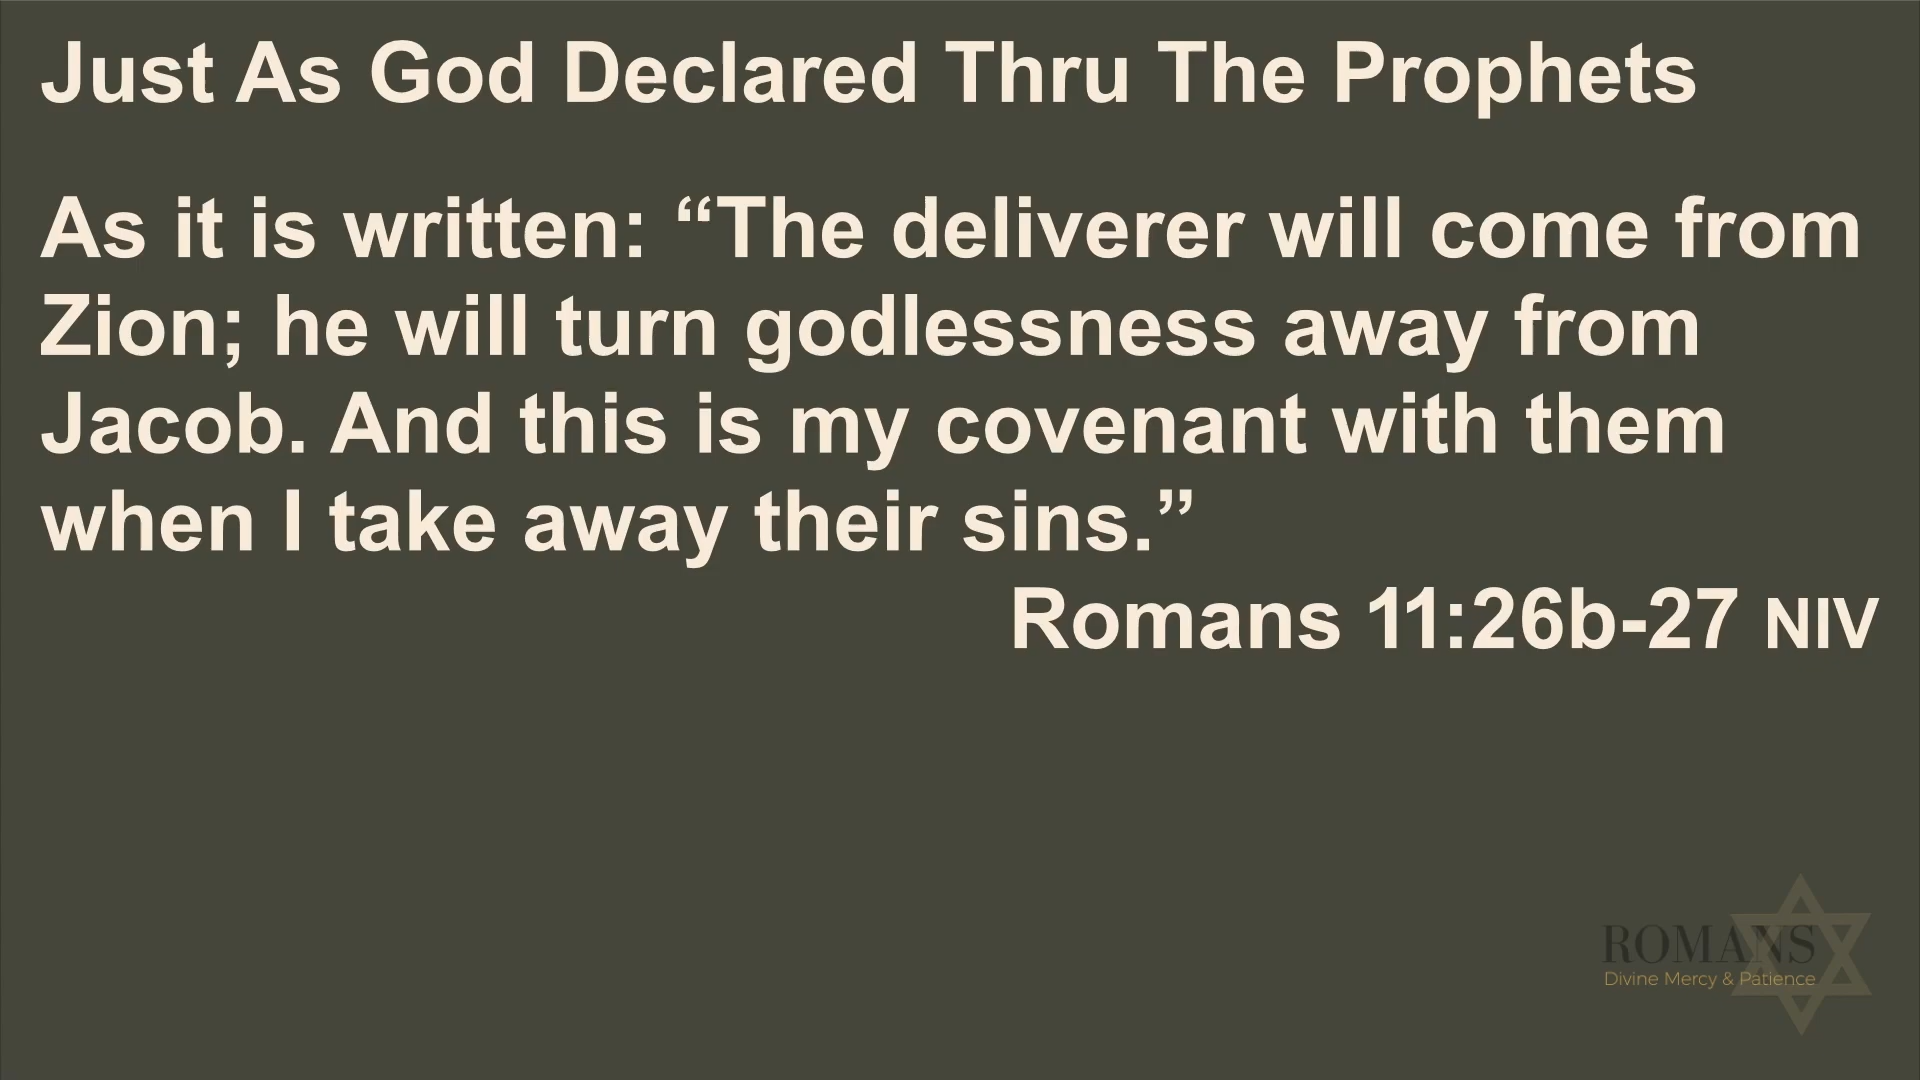 Just As God Declared Thru The Prophets
As it is written: “The deliverer will come from
Zion; he will turn godlessness away from
Jacob. And this is my covenant with them
when I take away their sins.”
Romans 11:26b-27 NIV
ROMANS
Divine Mercy & Patience